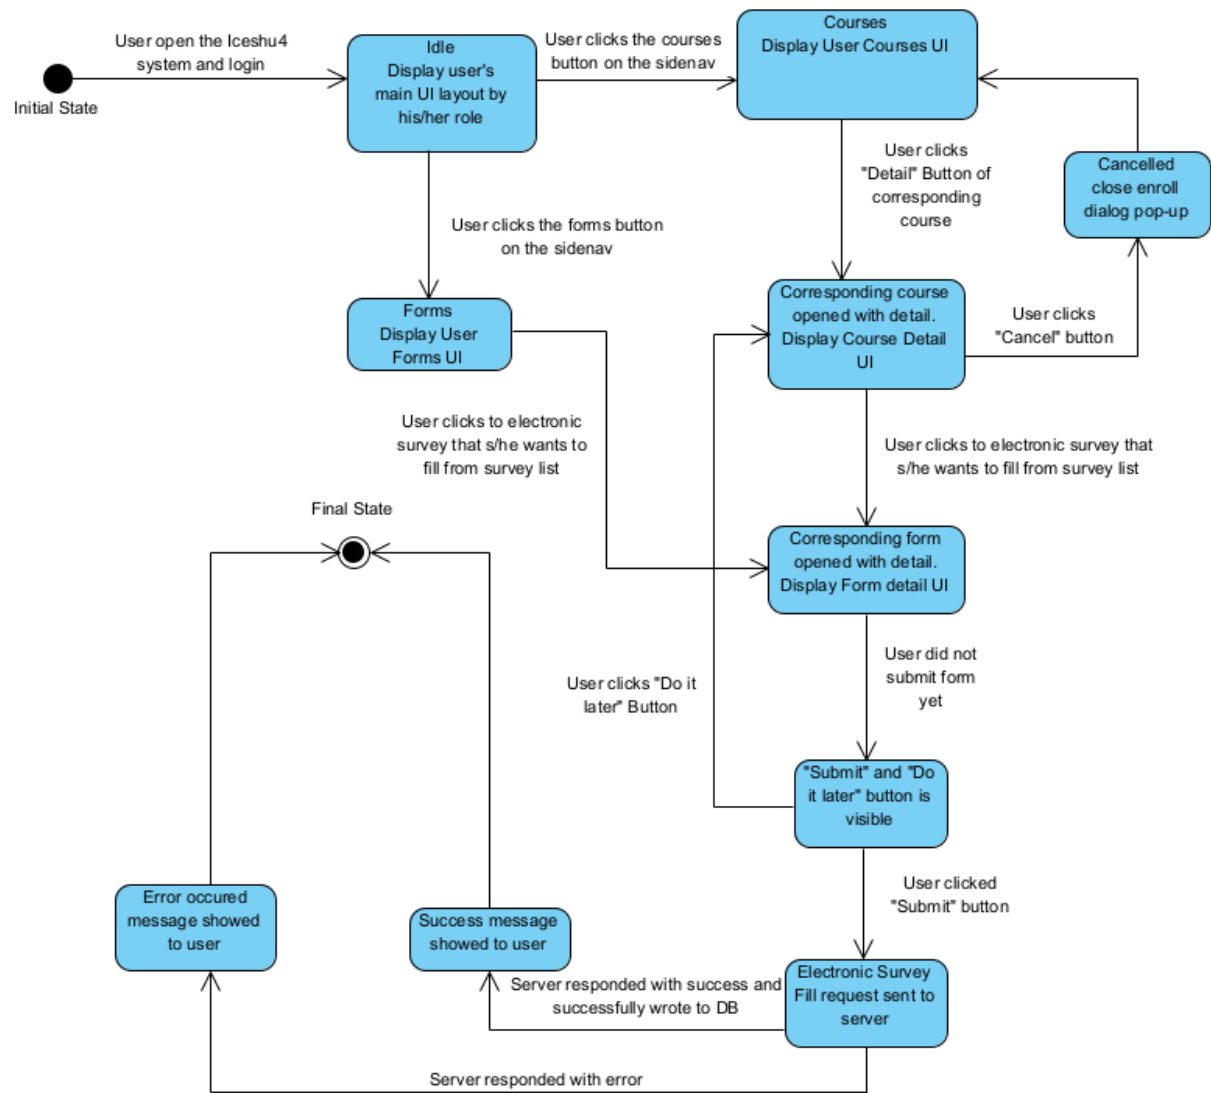 User open the Iceshu4
system and login
Initial State
Idle
Display user's
main UI layout by
his/her role
User clicks the courses
button on the sidenav
Courses
Display User Courses UI
User clicks
"Detail" Button of
corresponding
course
Cancelled
close enroll
dialog pop-up
User clicks the forms button
on the sidenav
Forms
Display User
Forms UI
Corresponding course
opened with detail.
Display Course Detail
UI
User clicks
"Cancel" button
User clicks to electronic
survey that s/he wants to
fill from survey list
User clicks to electronic survey that
s/he wants to fill from survey list
Final State
Corresponding form
opened with detail.
Display Form detail UI
User clicks "Do it
later" Button
User did not
submit form
yet
"Submit" and "Do
it later" button is
visible
User clicked
"Submit" button
Error occured
message showed
to user
Success message
showed to user
Server responded with success and
successfully wrote to DB
Electronic Survey
Fill request sent to
server
Server responded with error